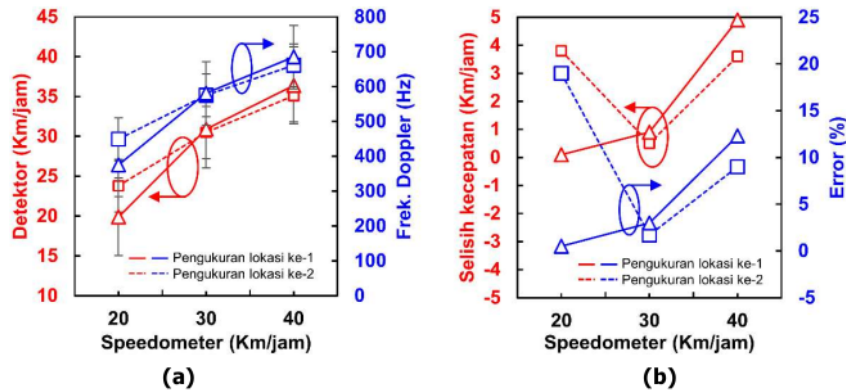 45
40
35
30
25
20
15
10
Detektor (Km/jam)
800
700
600
500
400
300
200
100
0
Frek. Doppler (Hz)
Pengukuran lokasi ke-1
Pengukuran lokasi ke-2
20 30 40
Speedometer (Km/jam)
(a)
5
4
3
2
1
0
-1
-2
-3
-4
-5
Selisih kecepatan (Km/jam)
25
20
15
10
5
0
-5
Error (%)
Pengukuran lokasi ke-1
Pengukuran lokasi ke-2
20 30 40
Speedometer (Km/jam)
(b)